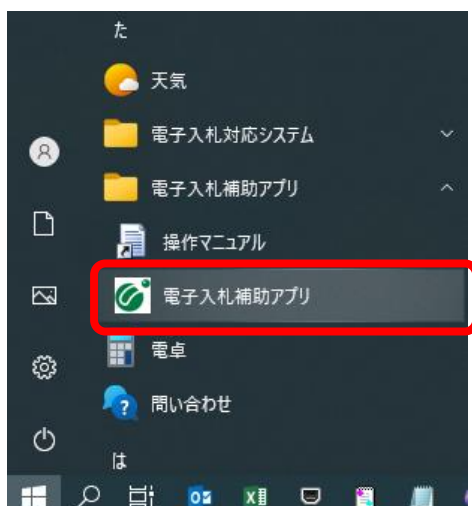 た
天気
電子入札対応システム
電子入札補助アプリ
操作マニュアル
電子入札補助アプリ
電卓
問い合わせ
は